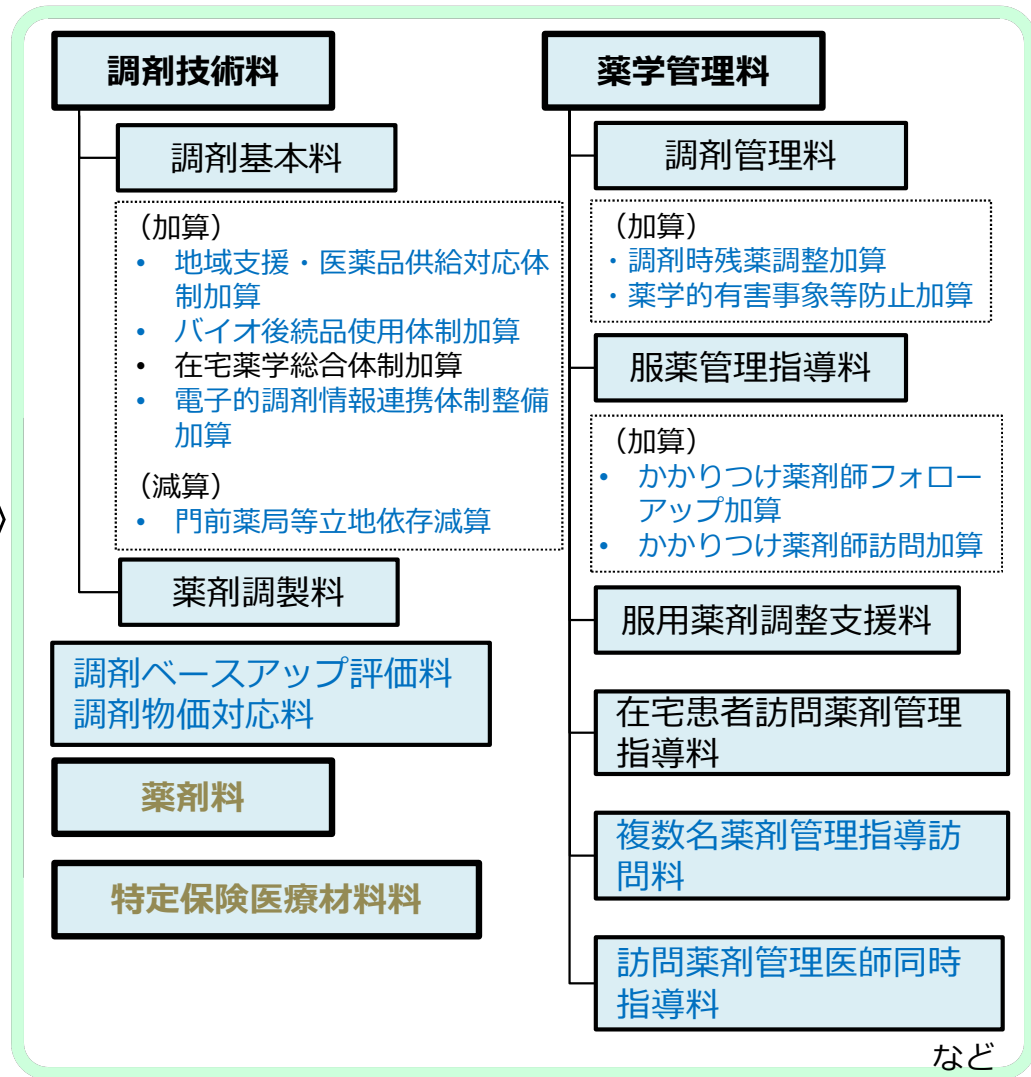 調剤技術料
調剤基本料
（加算）
• 地域支援・医薬品供給対応体
制加算
• バイオ後続品使用体制加算
• 在宅薬学総合体制加算
• 電子的調剤情報連携体制整備
加算
（減算）
• 門前薬局等立地依存減算
薬剤調製料
調剤ベースアップ評価料
調剤物価対応料
薬剤料
特定保険医療材料料
薬学管理料
調剤管理料
（加算）
・調剤時残薬調整加算
・薬学的有害事象等防止加算
服薬管理指導料
（加算）
• かかりつけ薬剤師フォロー
アップ加算
• かかりつけ薬剤師訪問加算
服用薬剤調整支援料
在宅患者訪問薬剤管理
指導料
複数名薬剤管理指導訪
問料
訪問薬剤管理医師同時
指導料
など